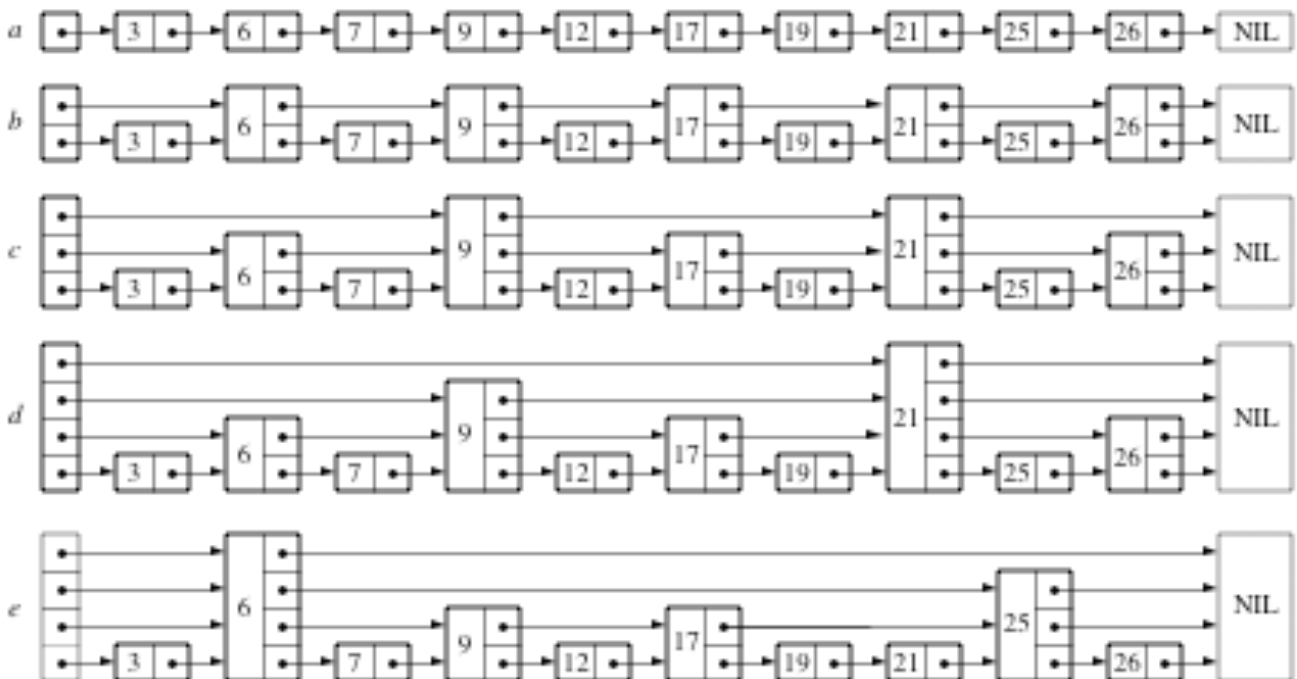 a 3 6 7 9 12 17 19 21 25 26 NIL
b 3 6 7 9 12 17 19 21 25 26 NIL
c 3 6 7 9 12 17 19 21 25 26 NIL
d 3 6 7 9 12 17 19 21 25 26 NIL
e 3 6 7 9 12 17 19 21 25 26 NIL